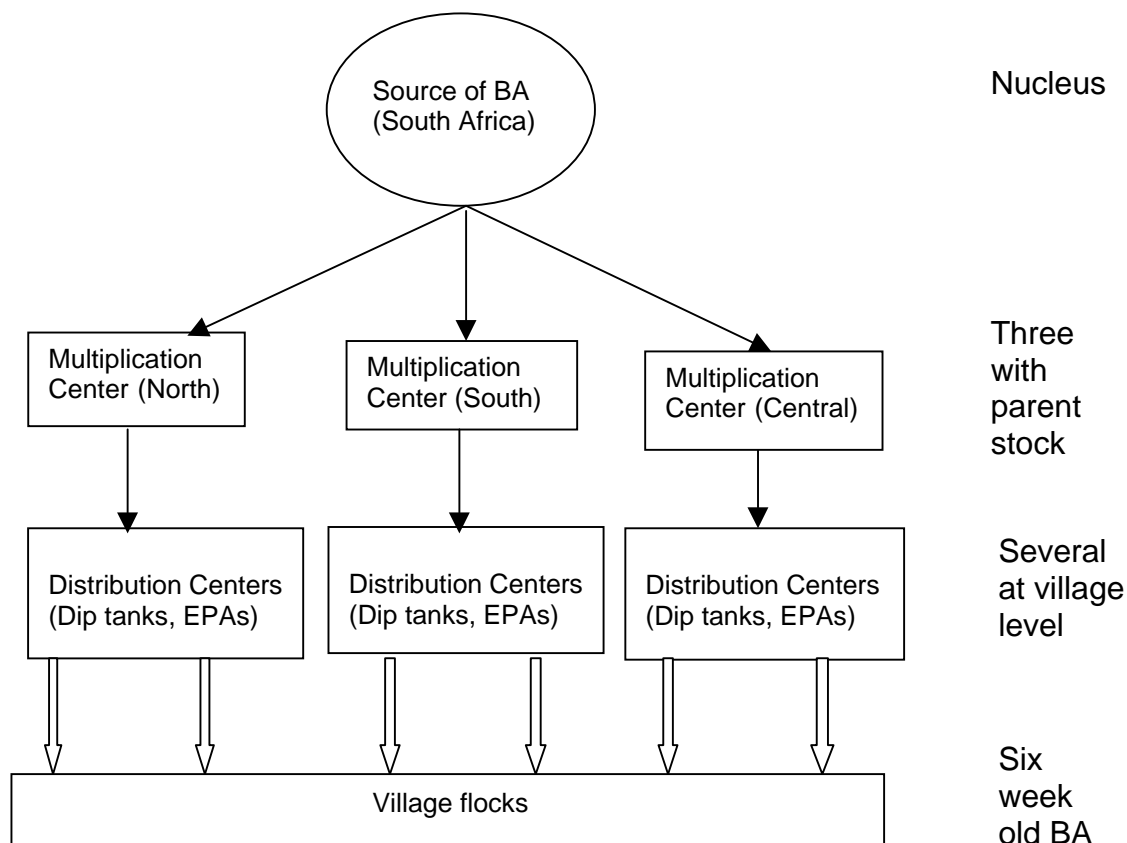 Source of BA
(South Africa)
Nucleus
Multiplication
Center (North)
Multiplication
Center (South)
Multiplication
Center (Central)
Three
with
parent
stock
Distribution Centers
(Dip tanks, EPAs)
Distribution Centers
(Dip tanks, EPAs)
Distribution Centers
(Dip tanks, EPAs)
Several
at village
level
Village flocks
Six
week
old BA